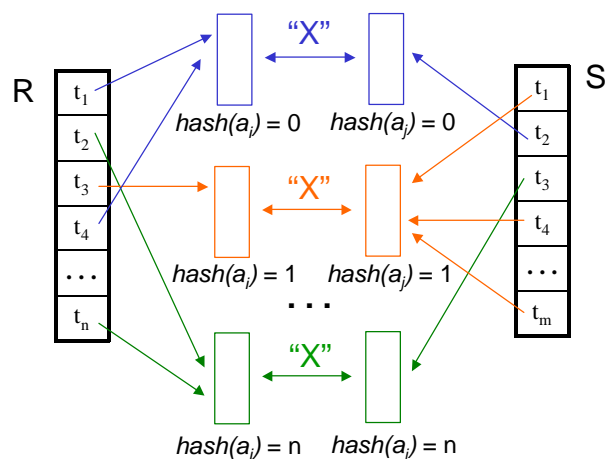 R
t₁
t₂
t₃
t₄
...
tₙ
“X”
hash(aᵢ) = 0 hash(aⱼ) = 0
“X”
hash(aᵢ) = 1 hash(aⱼ) = 1
...
“X”
hash(aᵢ) = n hash(aⱼ) = n
S
t₁
t₂
t₃
t₄
...
tₘ